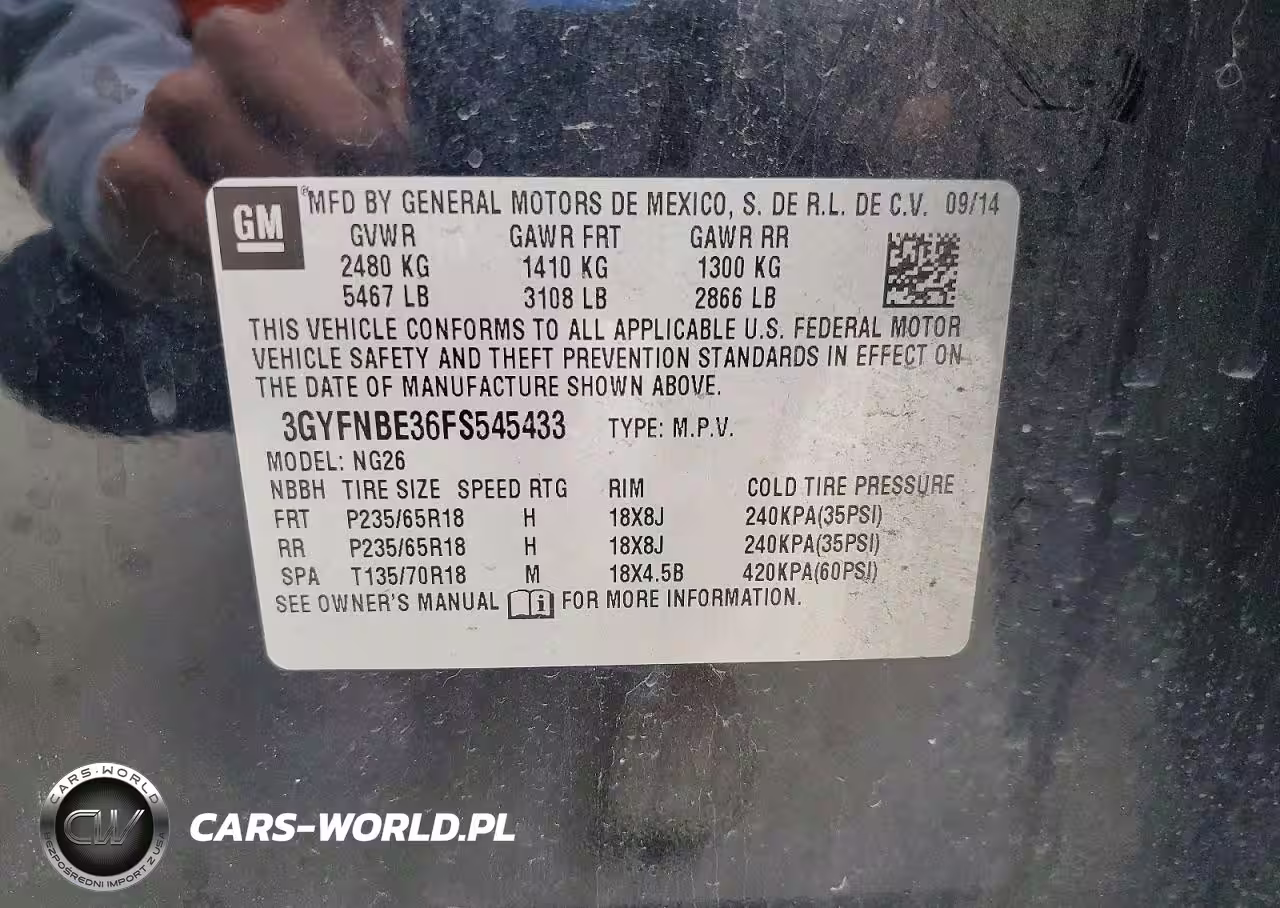 GM
® MFD BY GENERAL MOTORS DE MEXICO, S. DE R.L. DE C.V. 09/14
GVWR GAWR FRT GAWR RR
2480 KG 1410 KG 1300 KG
5467 LB 3108 LB 2866 LB
THIS VEHICLE CONFORMS TO ALL APPLICABLE U.S. FEDERAL MOTOR
VEHICLE SAFETY AND THEFT PREVENTION STANDARDS IN EFFECT ON
THE DATE OF MANUFACTURE SHOWN ABOVE.
3GYFNBE36FS545433 TYPE: M.P.V.
MODEL: NG26
NBBH TIRE SIZE SPEED RTG RIM COLD TIRE PRESSURE
FRT P235/65R18 H 18X8J 240KPA(35PSI)
RR P235/65R18 H 18X8J 240KPA(35PSI)
SPA T135/70R18 M 18X4.5B 420KPA(60PSI)
SEE OWNER'S MANUAL i FOR MORE INFORMATION.
CARS-WORLD
CW
BEZPOŚREDNI IMPORT Z USA
CARS-WORLD.PL